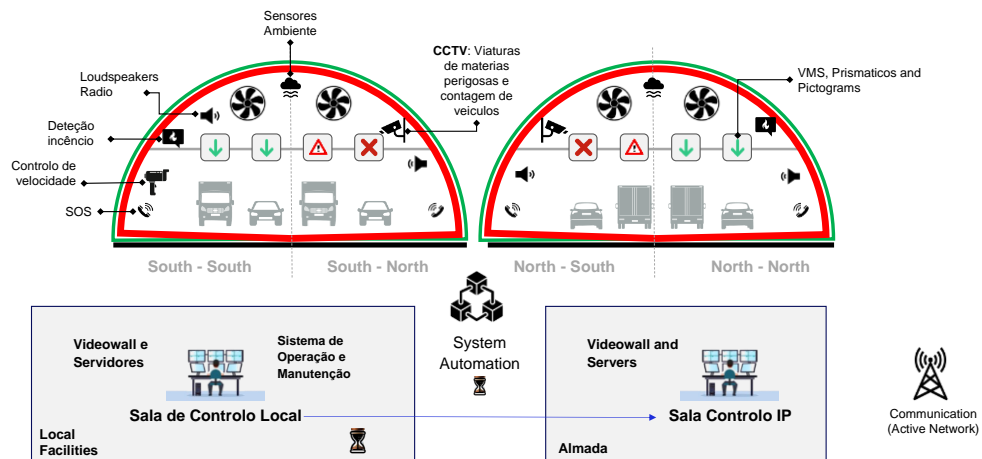 Sensores
Ambiente
Loudspeakers
Radio
CCTV: Viaturas
de materias
perigosas e
contagem de
veiculos
VMS, Prismaticos and
Pictograms
Deteção
incêncio
Controlo de
velocidade
SOS
South - South
South - North
North - South
North - North
System
Automation
Videowall e
Servidores
Sistema de
Operação e
Manutenção
Sala de Controlo Local
Local
Facilities
Videowall and
Servers
Sala Controlo IP
Almada
Communication
(Active Network)